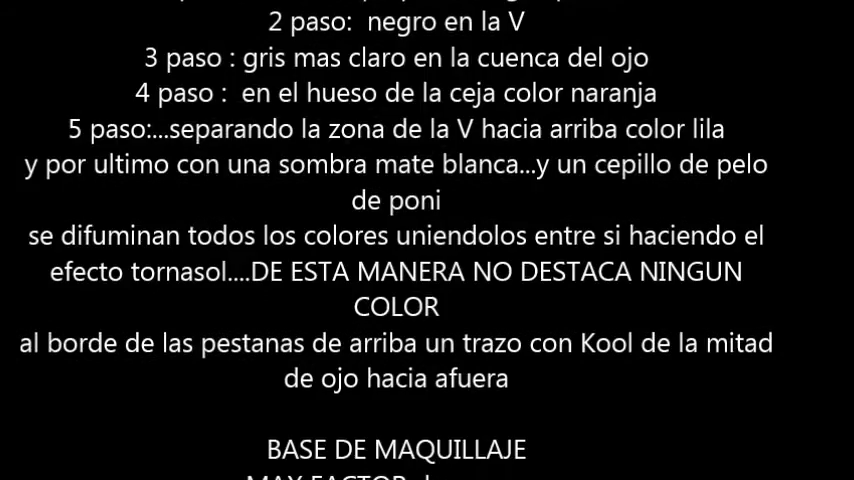 2 paso: negro en la V
3 paso : gris mas claro en la cuenca del ojo
4 paso : en el hueso de la ceja color naranja
5 paso:...separando la zona de la V hacia arriba color lila
y por ultimo con una sombra mate blanca...y un cepillo de pelo
de poni
se difuminan todos los colores uniendolos entre si haciendo el
efecto tornasol....DE ESTA MANERA NO DESTACA NINGUN
COLOR
al borde de las pestanas de arriba un trazo con Kool de la mitad
de ojo hacia afuera
BASE DE MAQUILLAJE
MAX FACTOR